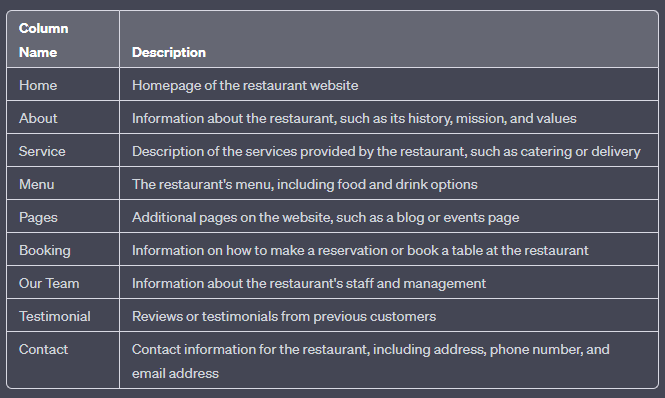 Column
Name Description
Home Homepage of the restaurant website
About Information about the restaurant, such as its history, mission, and values
Service Description of the services provided by the restaurant, such as catering or delivery
Menu The restaurant's menu, including food and drink options
Pages Additional pages on the website, such as a blog or events page
Booking Information on how to make a reservation or book a table at the restaurant
Our Team Information about the restaurant's staff and management
Testimonial Reviews or testimonials from previous customers
Contact Contact information for the restaurant, including address, phone number, and
email address